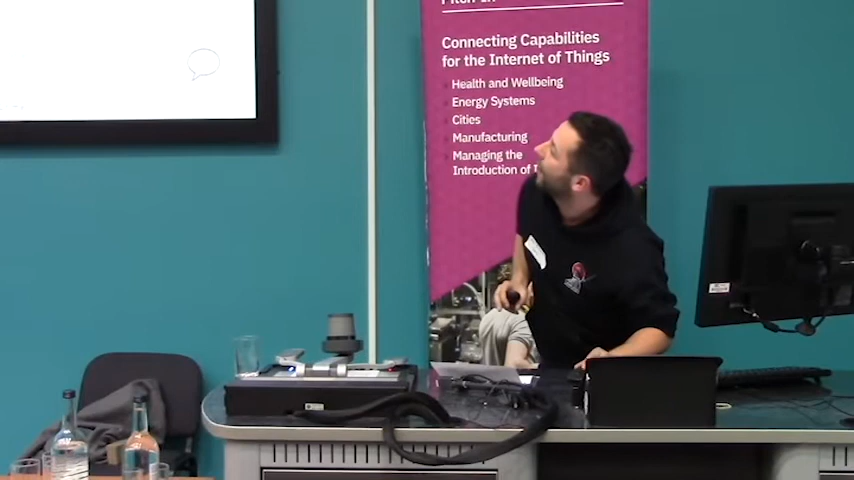 Connecting Capabilities
for the Internet of Things
Health and Wellbeing
Energy Systems
Cities
Manufacturing
Managing the
Introduction of